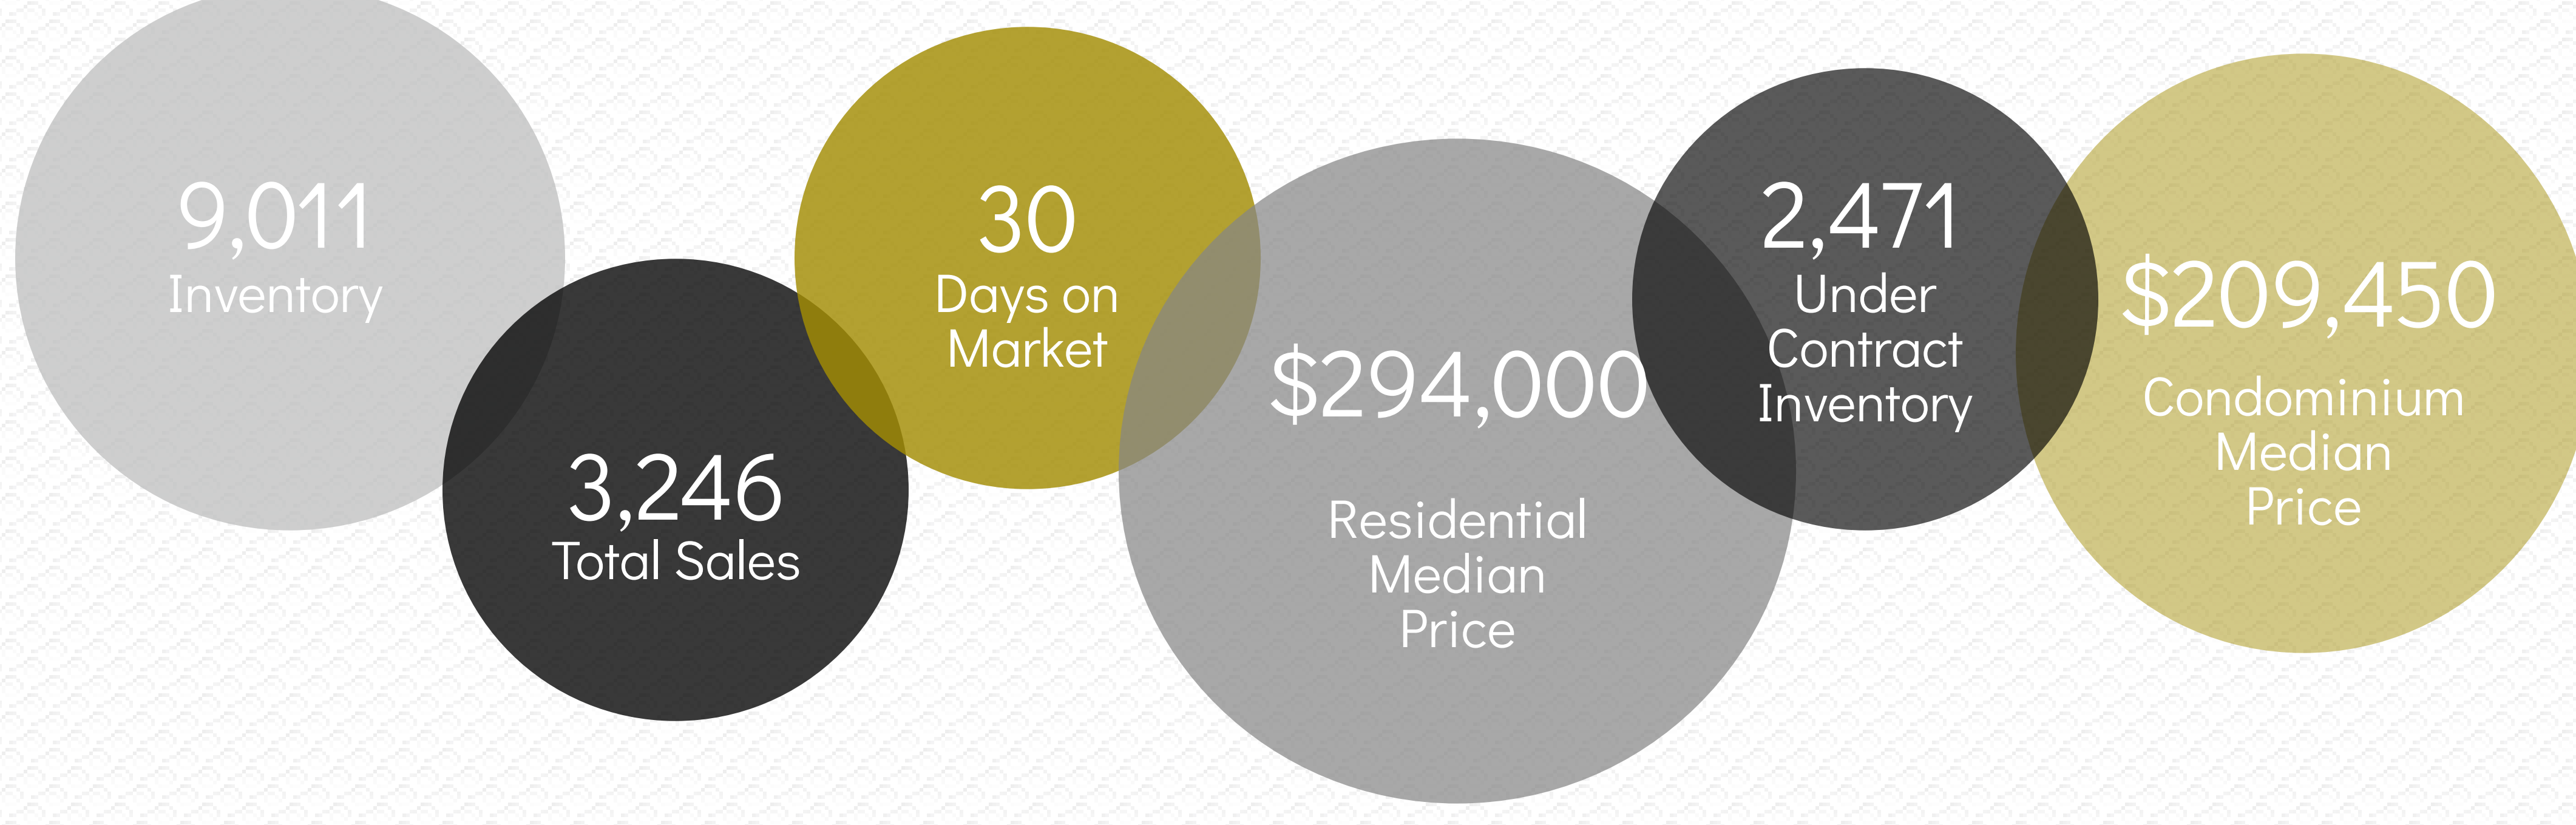 9,011
Inventory
3,246
Total Sales
30
Days on
Market
$294,000
Residential
Median
Price
2,471
Under
Contract
Inventory
$209,450
Condominium
Median
Price